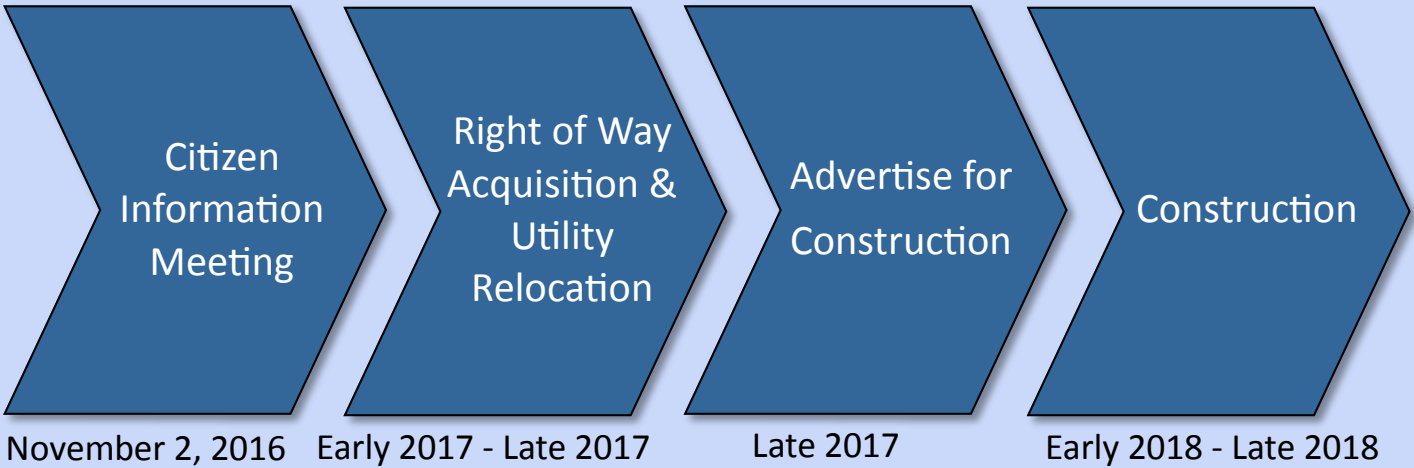 Citizen
Information
Meeting
Right of Way
Acquisition &
Utility
Relocation
Advertise for
Construction
Construction
November 2, 2016
Early 2017 - Late 2017
Late 2017
Early 2018 - Late 2018